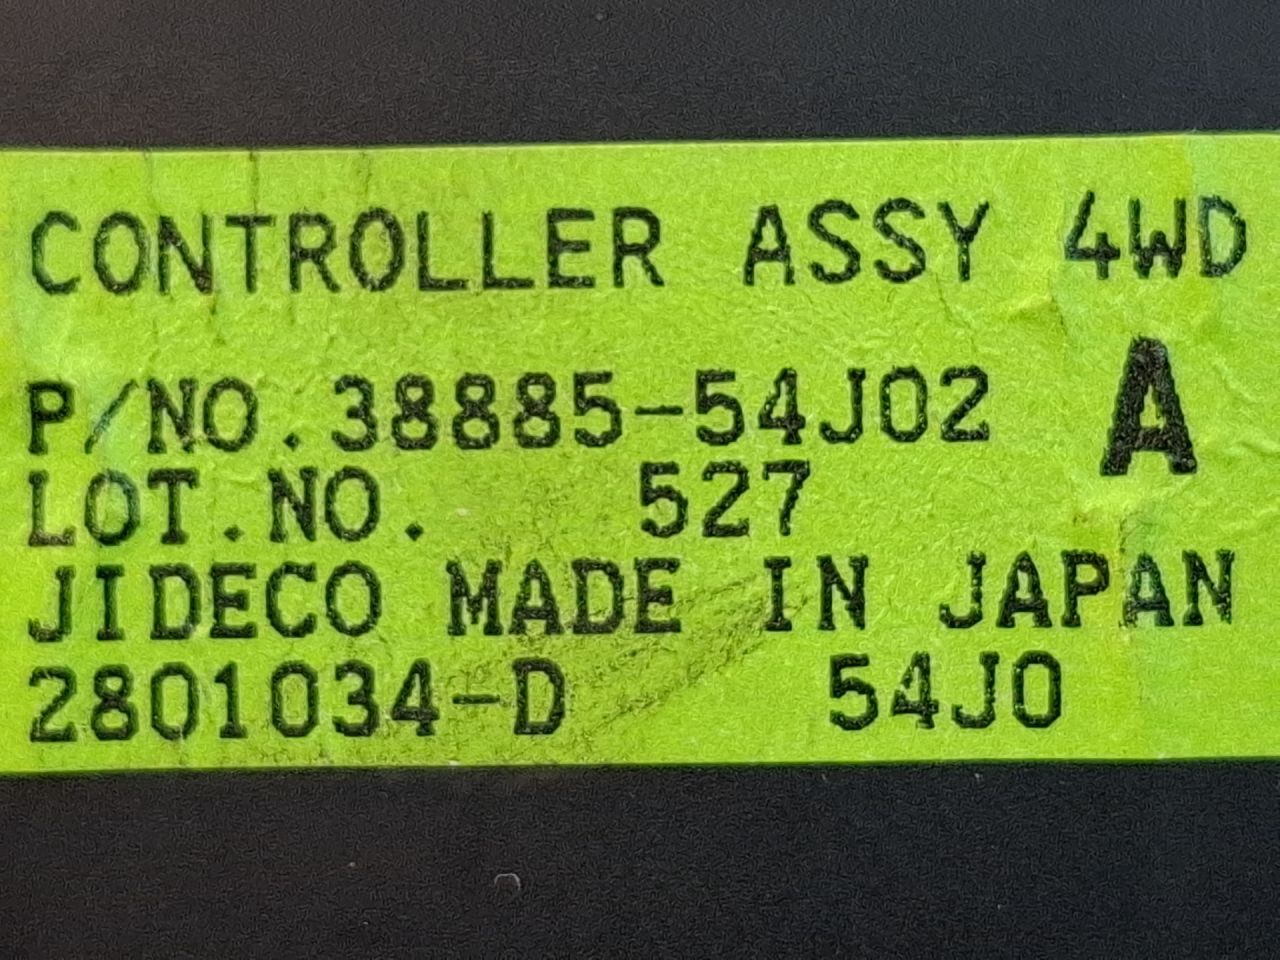 CONTROLLER ASSY 4WD
P/NO.38885-54J02 A
LOT.NO. 527
JIDECO MADE IN JAPAN
2801034-D 54J0